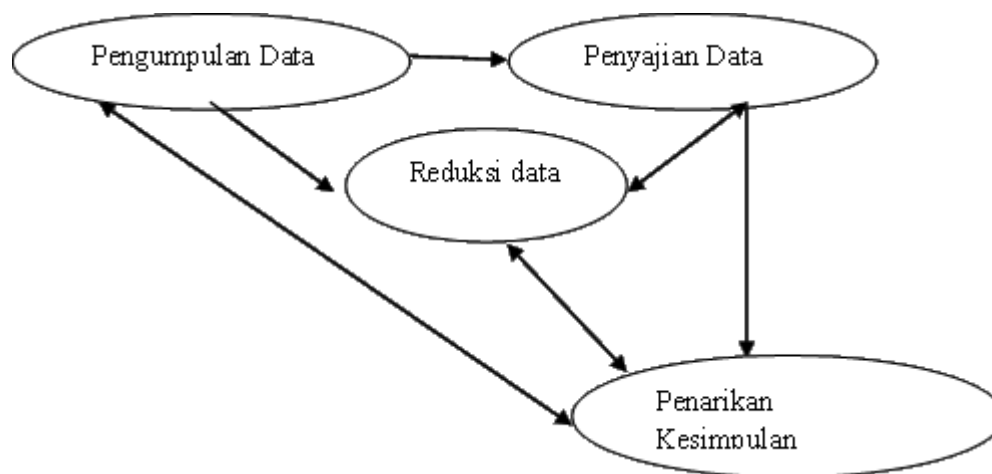 Pengumpulan Data
Penyajian Data
Reduksi data
Penarikan
Kesimpulan